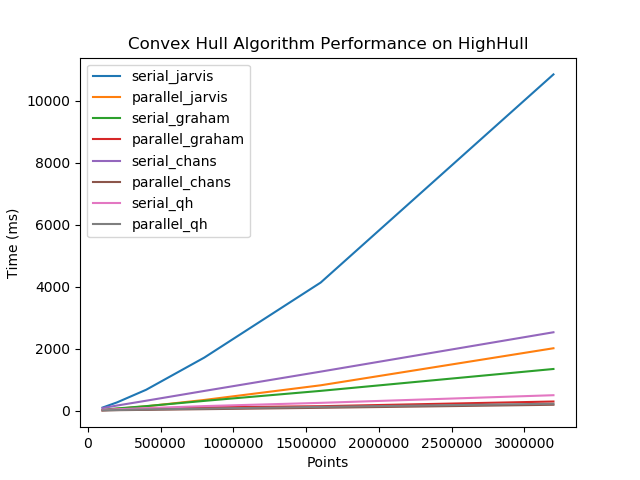 Convex Hull Algorithm Performance on HighHull
serial_jarvis
parallel_jarvis
serial_graham
parallel_graham
serial_chans
parallel_chans
serial_qh
parallel_qh
Time (ms)
10000
8000
6000
4000
2000
0
0 500000 1000000 1500000 2000000 2500000 3000000
Points